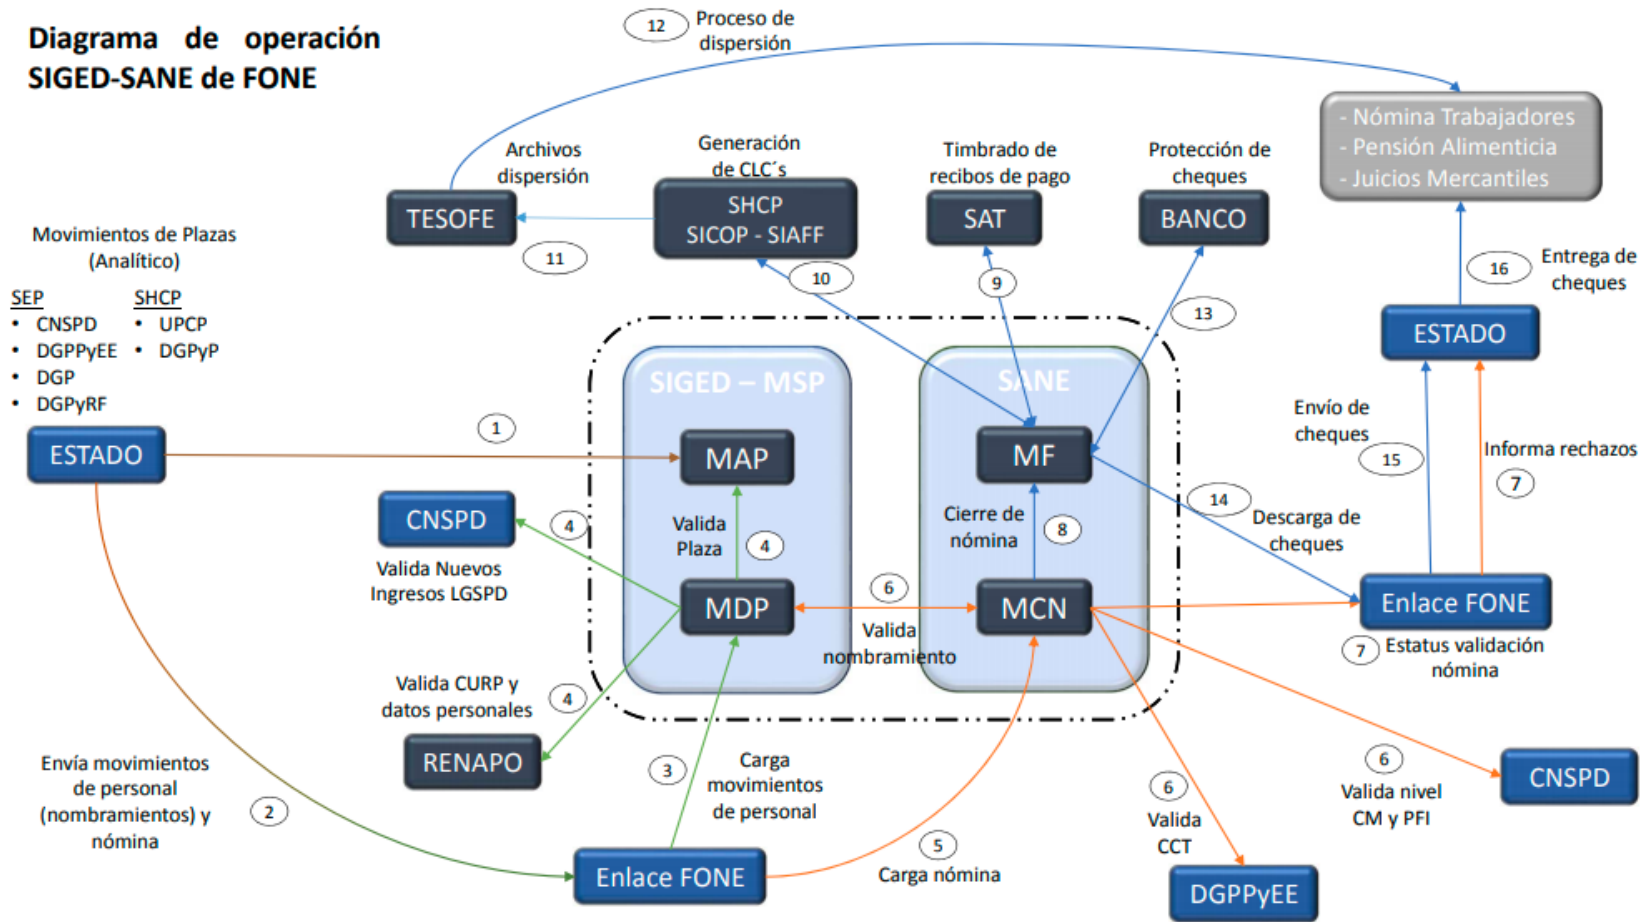 Diagrama de operación
SIGED-SANE de FONE
12
Proceso de
dispersión
- Nómina Trabajadores
- Pensión Alimenticia
- Juicios Mercantiles
Archivos
dispersión
Generación
de CLC´s
Timbrado de
recibos de pago
Protección de
cheques
TESOFE
SHCP
SICOP - SIAFF
SAT
BANCO
11
10
9
13
16
Entrega de
cheques
Movimientos de Plazas
(Analítico)
SEP
• CNSPD
• DGPPyEE
• DGP
• DGPyRF
SHCP
• UPCP
• DGPyP
ESTADO
ESTADO
1
SIGED – MSP
SANE
MAP
MF
Envío de
cheques
15
Informa rechazos
7
CNSPD
4
Valida Nuevos
Ingresos LGSPD
Valida
Plaza
4
Cierre de
nómina
8
14
Descarga de
cheques
MDP
6
Valida
nombramiento
MCN
Enlace FONE
7
Estatus validación
nómina
Valida CURP y
datos personales
4
RENAPO
Envía movimientos
de personal
(nombramientos) y
nómina
2
3
Carga
movimientos
de personal
6
Valida
CCT
6
Valida nivel
CM y PFI
CNSPD
Enlace FONE
5
Carga nómina
DGPPyEE